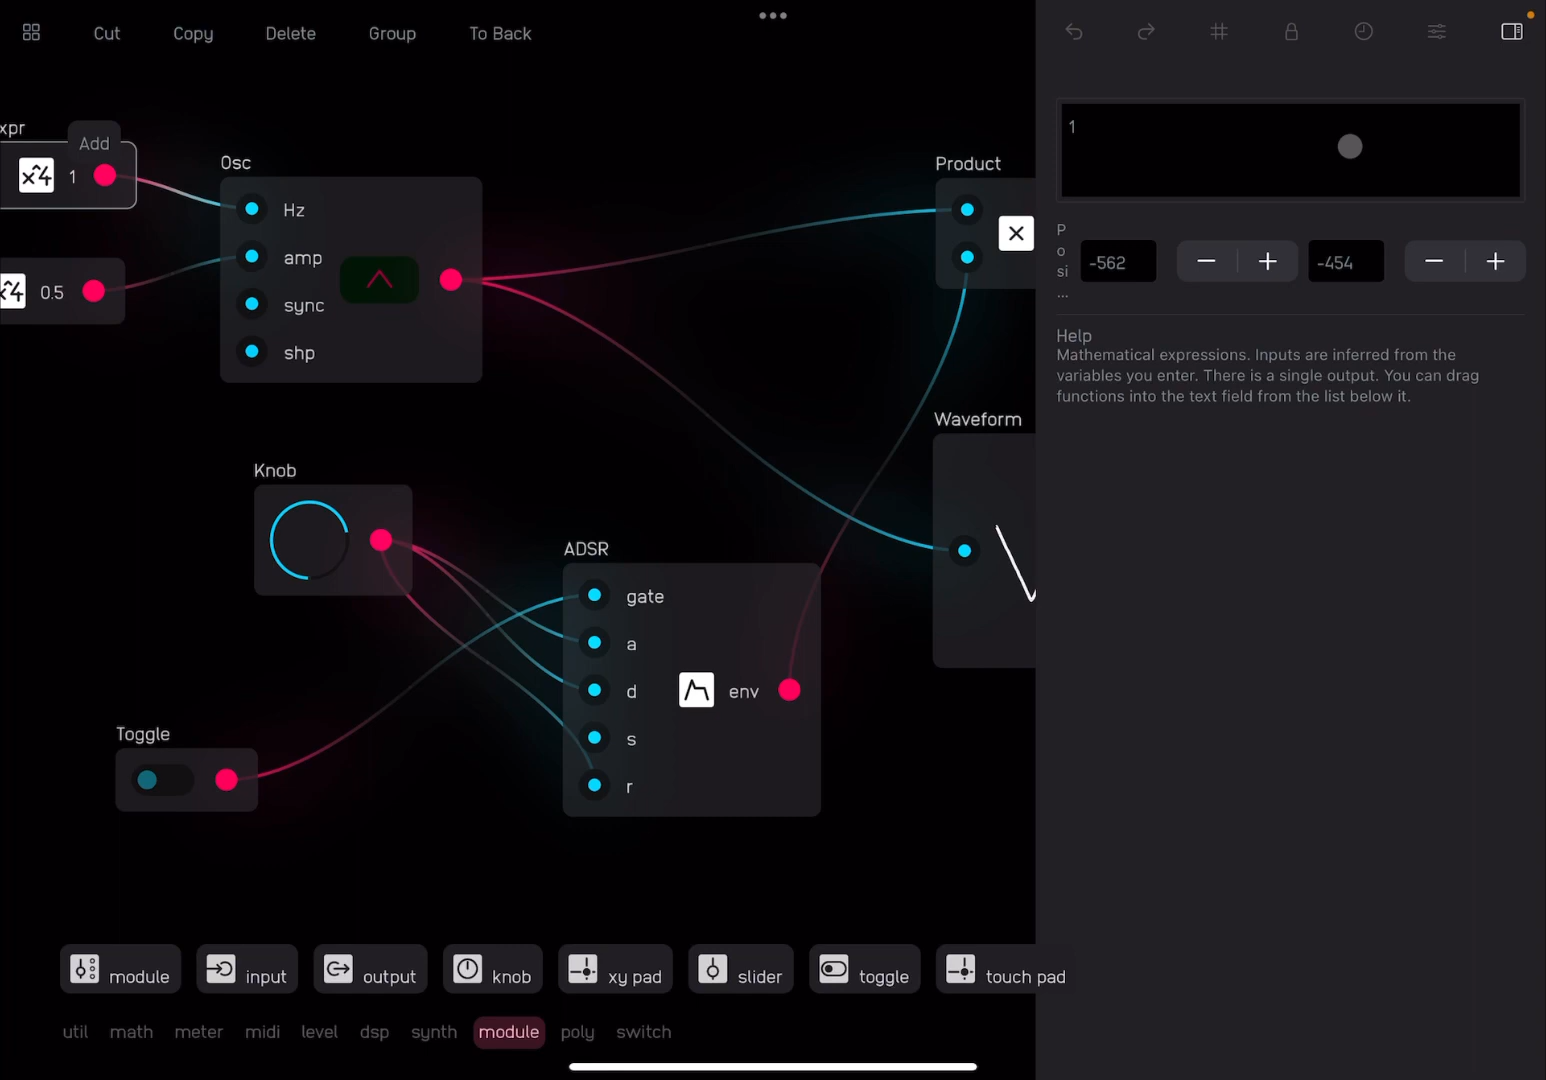 Cut Copy Delete Group To Back
xpr
Add
1
Osc
Hz
amp
sync
shp
0.5
Product
1
P
o
si
...
-562
-454
Help
Mathematical expressions. Inputs are inferred from the
variables you enter. There is a single output. You can drag
functions into the text field from the list below it.
Waveform
Knob
ADSR
gate
a
d
env
s
r
Toggle
module input output knob xy pad slider toggle touch pad
util math meter midi level dsp synth module poly switch